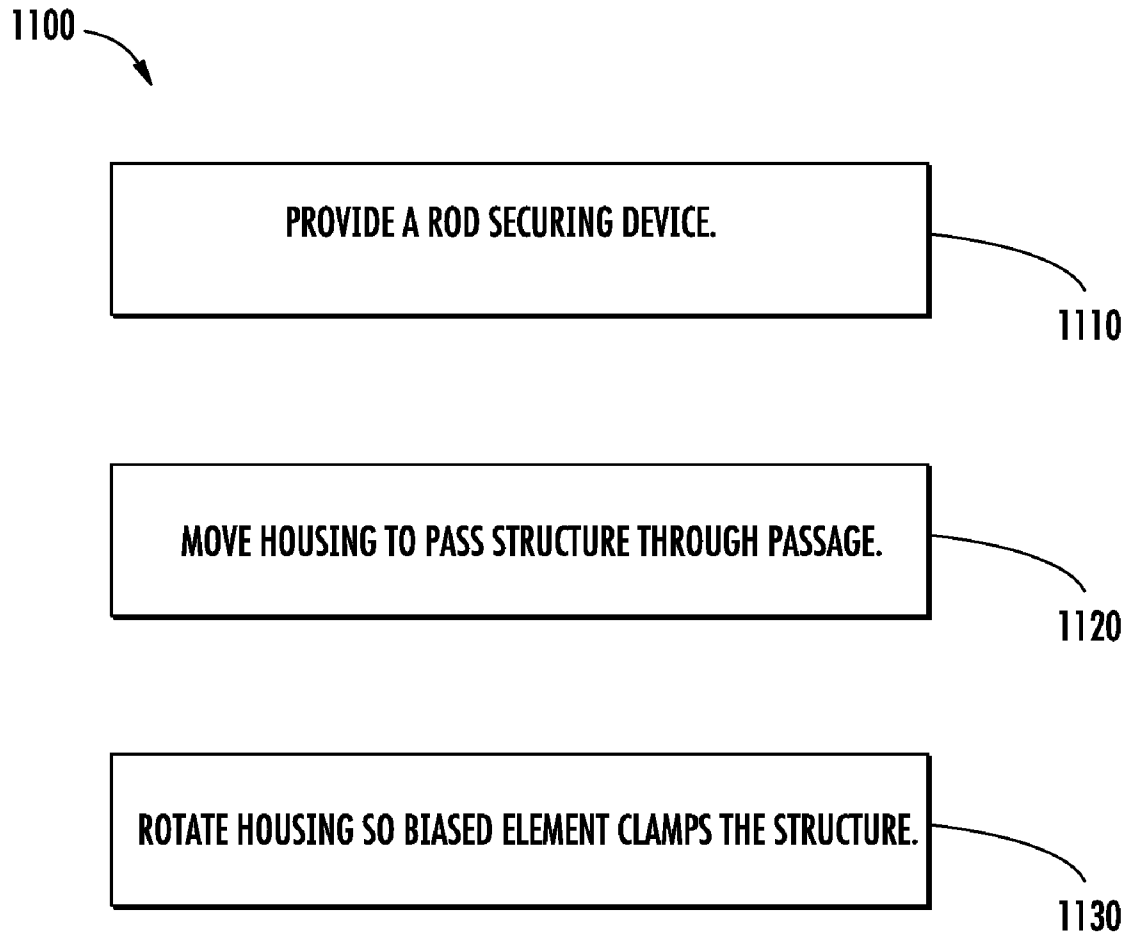 1100
PROVIDE A ROD SECURING DEVICE.
1110
MOVE HOUSING TO PASS STRUCTURE THROUGH PASSAGE.
1120
ROTATE HOUSING SO BIASED ELEMENT CLAMPS THE STRUCTURE.
1130